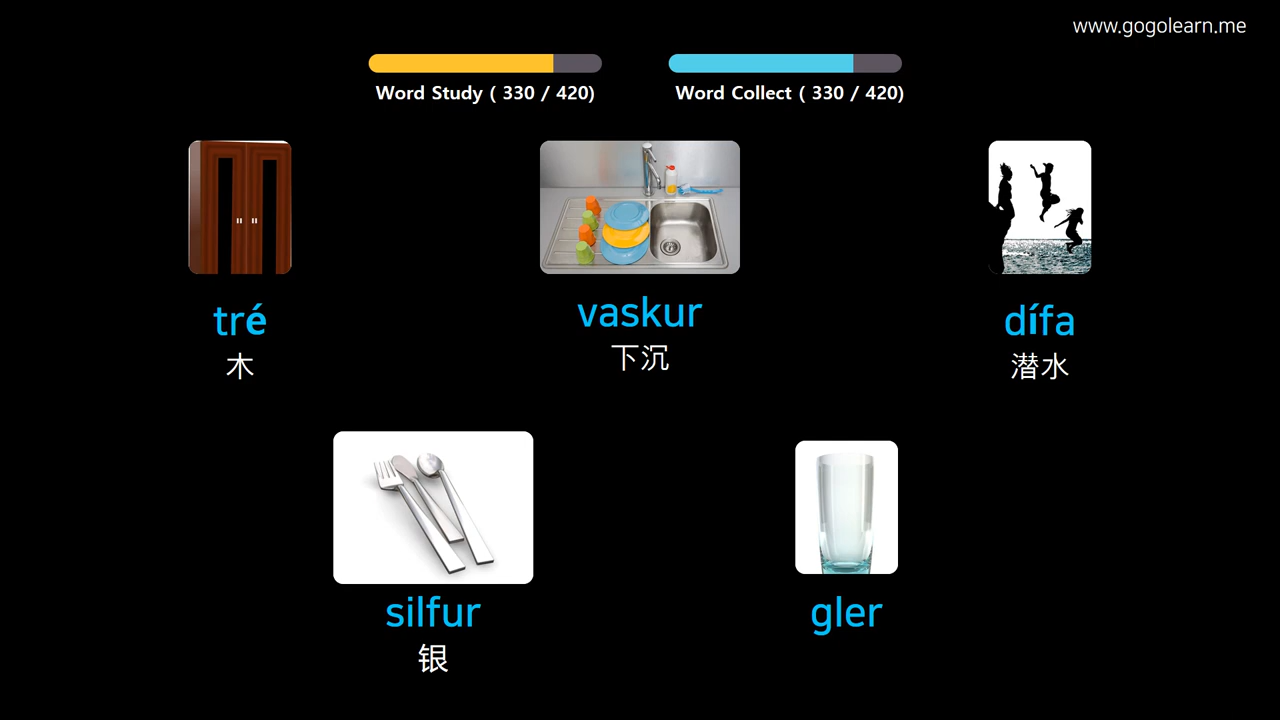 www.gogolearn.me
Word Study ( 330 / 420)
Word Collect ( 330 / 420)
tré
木
vaskur
下沉
dífa
潜水
silfur
银
gler